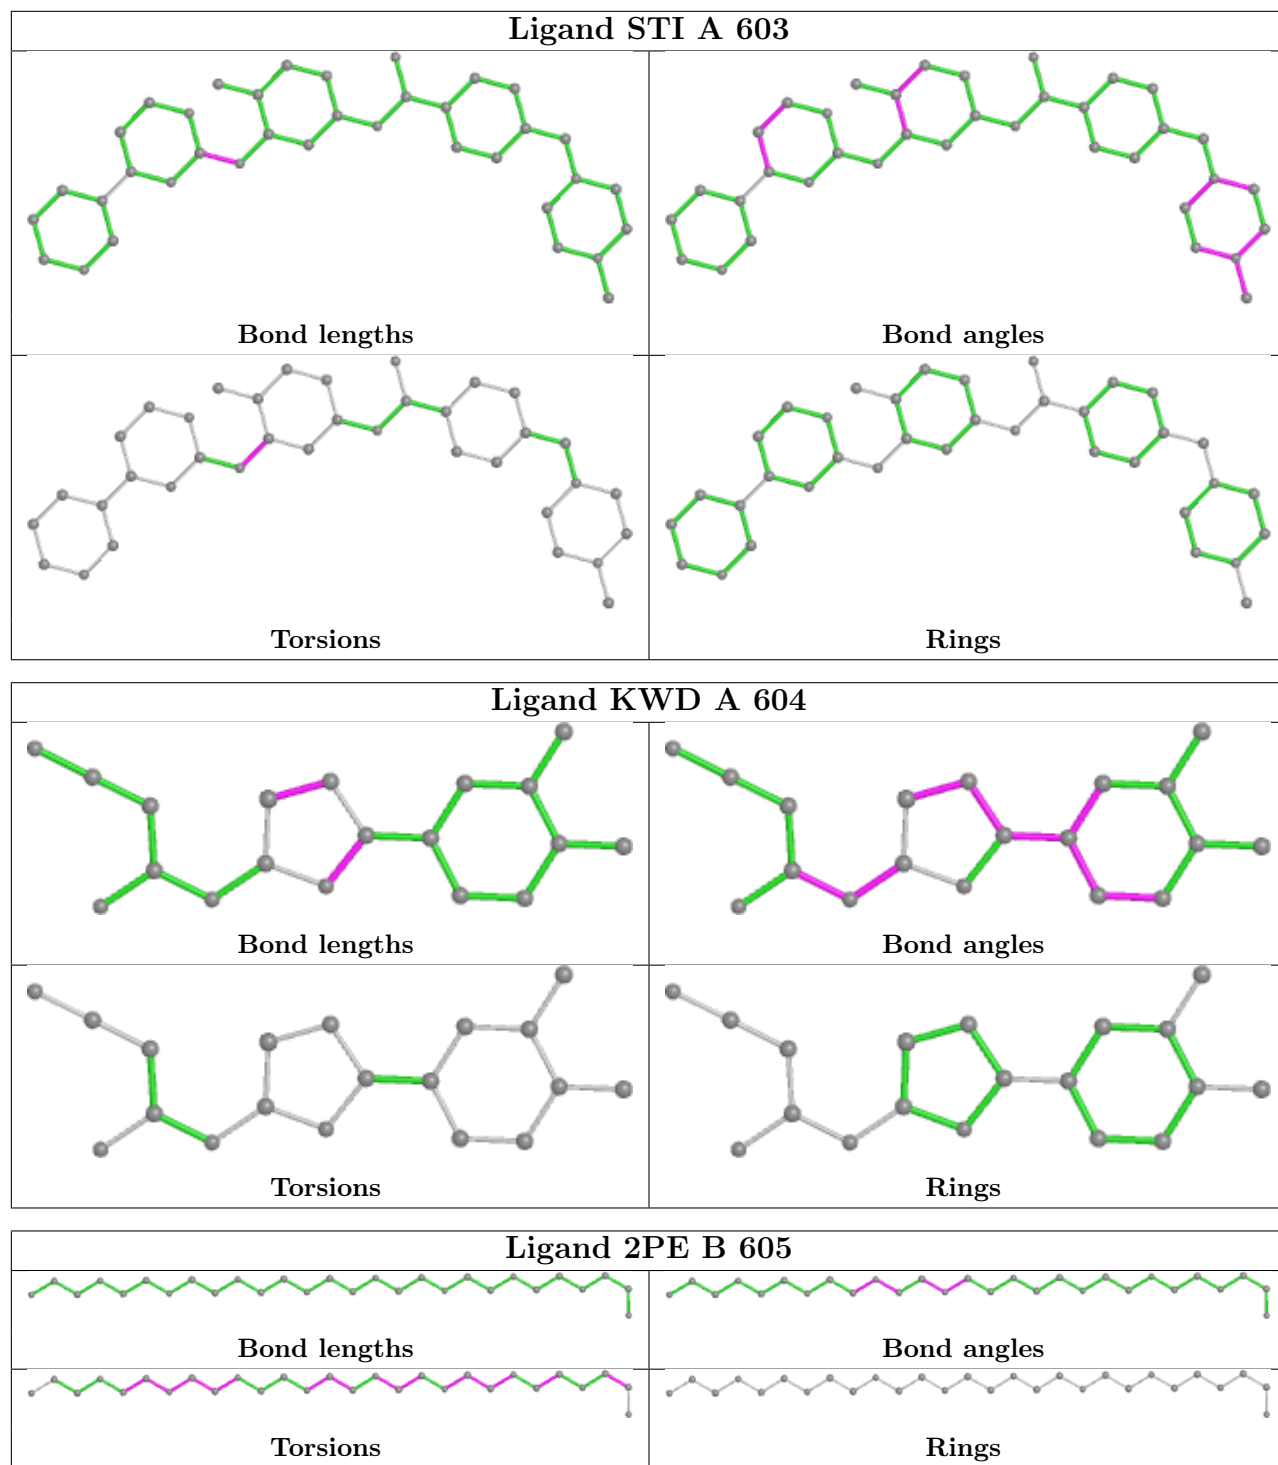 Ligand STI A 603
Bond lengths
Bond angles
Torsions
Rings
Ligand KWD A 604
Bond lengths
Bond angles
Torsions
Rings
Ligand 2PE B 605
Bond lengths
Bond angles
Torsions
Rings